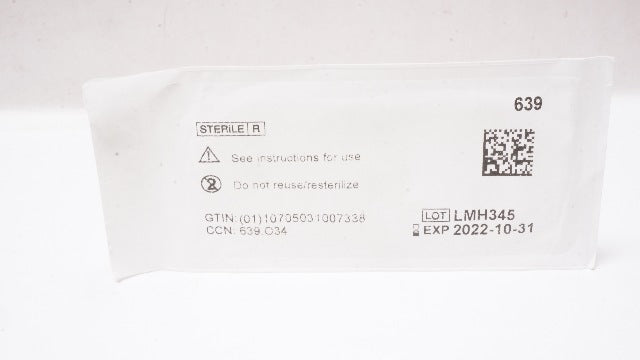 639
STERILE R
See instructions for use
Do not reuse/resterilize
GTIN: (01)10705031007338
CCN: 639.034
LOT LMH345
EXP 2022-10-31